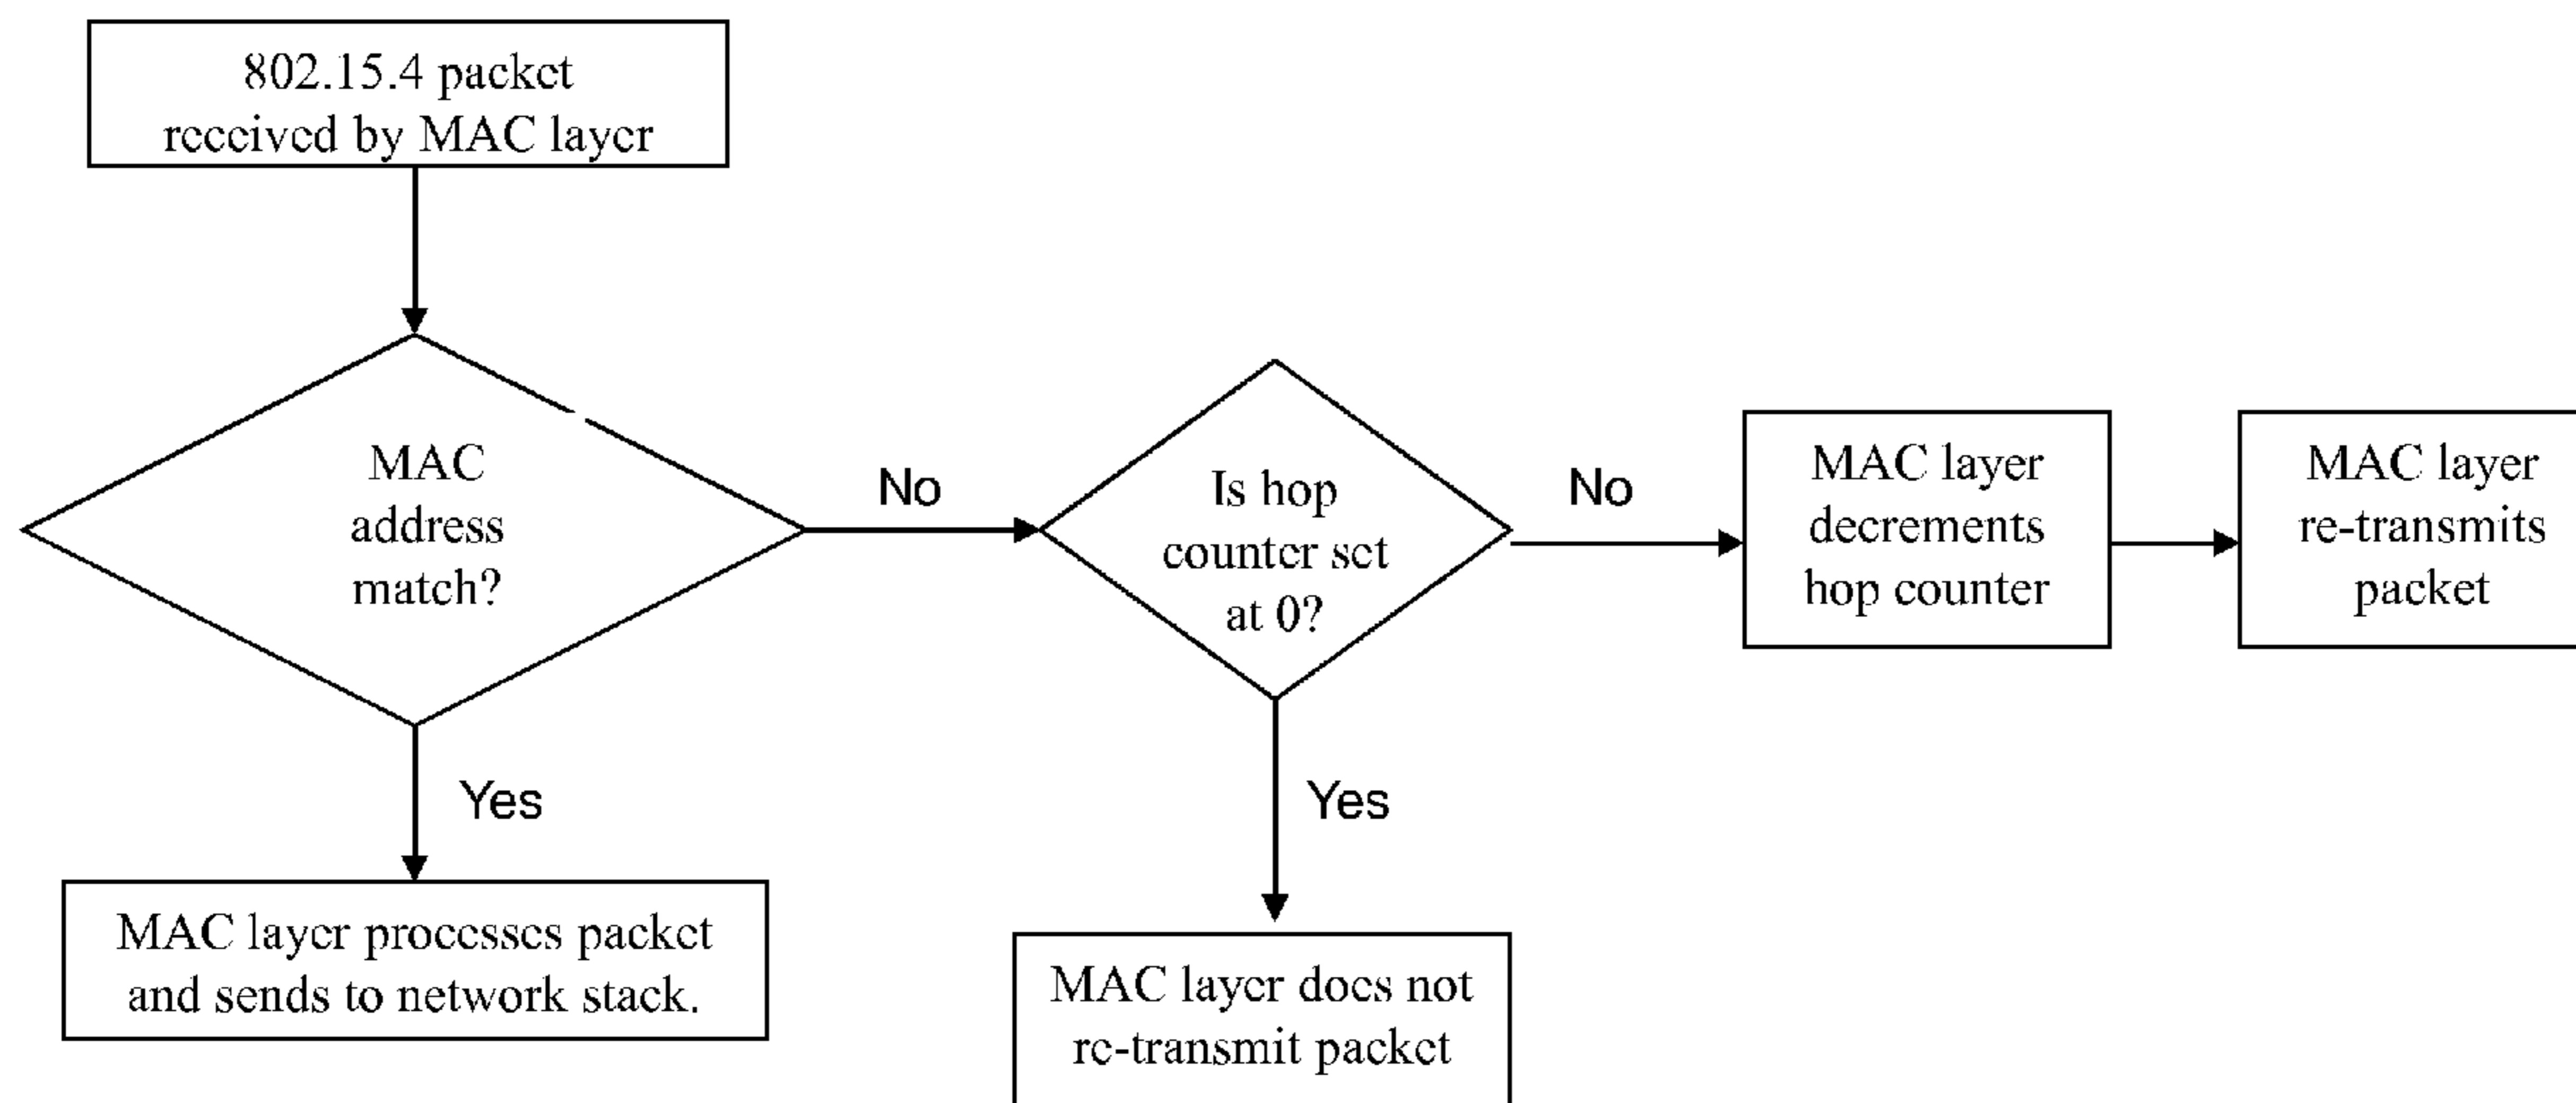 802.15.4 packet
received by MAC layer
MAC
address
match?
No
Is hop
counter set
at 0?
No
MAC layer
decrements
hop counter
MAC layer
re-transmits
packet
Yes
Yes
MAC layer processes packet
and sends to network stack.
MAC layer does not
re-transmit packet